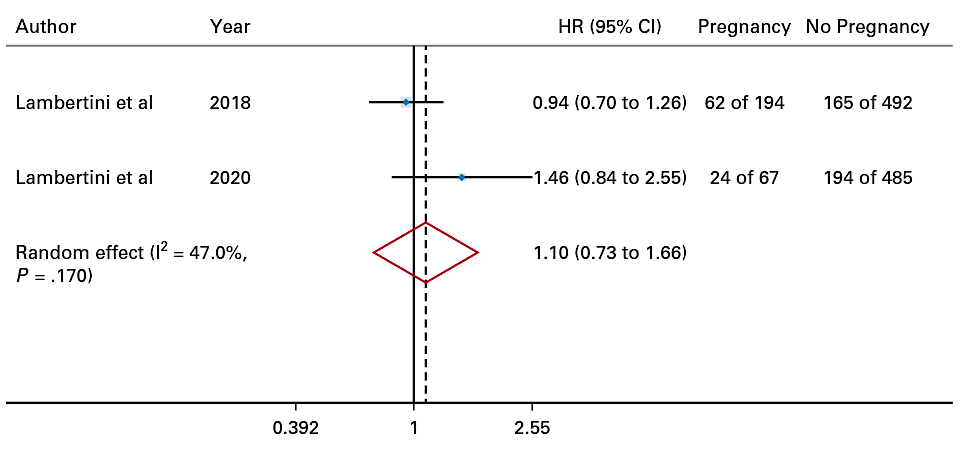 Author Year HR (95% CI) Pregnancy No Pregnancy
Lambertini et al 2018 0.94 (0.70 to 1.26) 62 of 194 165 of 492
Lambertini et al 2020 1.46 (0.84 to 2.55) 24 of 67 194 of 485
Random effect (I² = 47.0%, 1.10 (0.73 to 1.66)
P = .170)
0.392 1 2.55